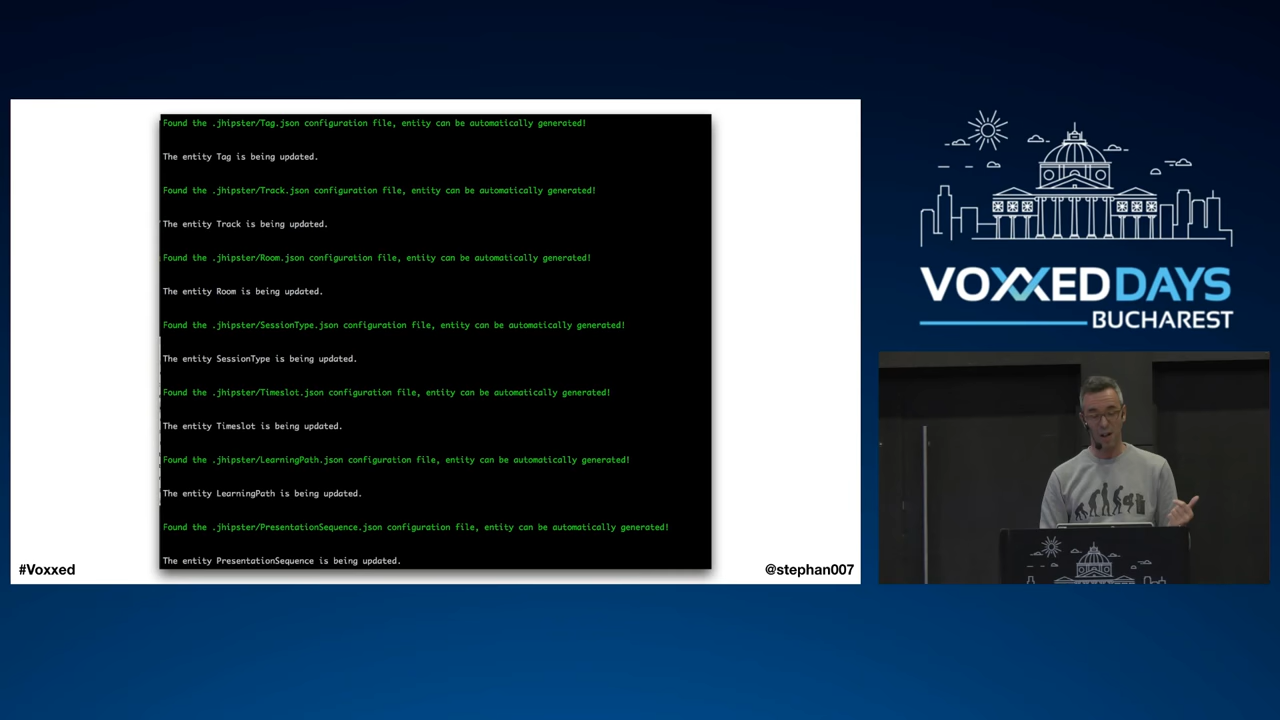 Found the .jhipster/Tag.json configuration file, entity can be automatically generated!
The entity Tag is being updated.
Found the .jhipster/Track.json configuration file, entity can be automatically generated!
The entity Track is being updated.
Found the .jhipster/Room.json configuration file, entity can be automatically generated!
The entity Room is being updated.
Found the .jhipster/SessionType.json configuration file, entity can be automatically generated!
The entity SessionType is being updated.
Found the .jhipster/Timeslot.json configuration file, entity can be automatically generated!
The entity Timeslot is being updated.
Found the .jhipster/LearningPath.json configuration file, entity can be automatically generated!
The entity LearningPath is being updated.
Found the .jhipster/PresentationSequence.json configuration file, entity can be automatically generated!
The entity PresentationSequence is being updated.
#Voxxed
@stephan007
VOXXED DAYS
BUCHAREST